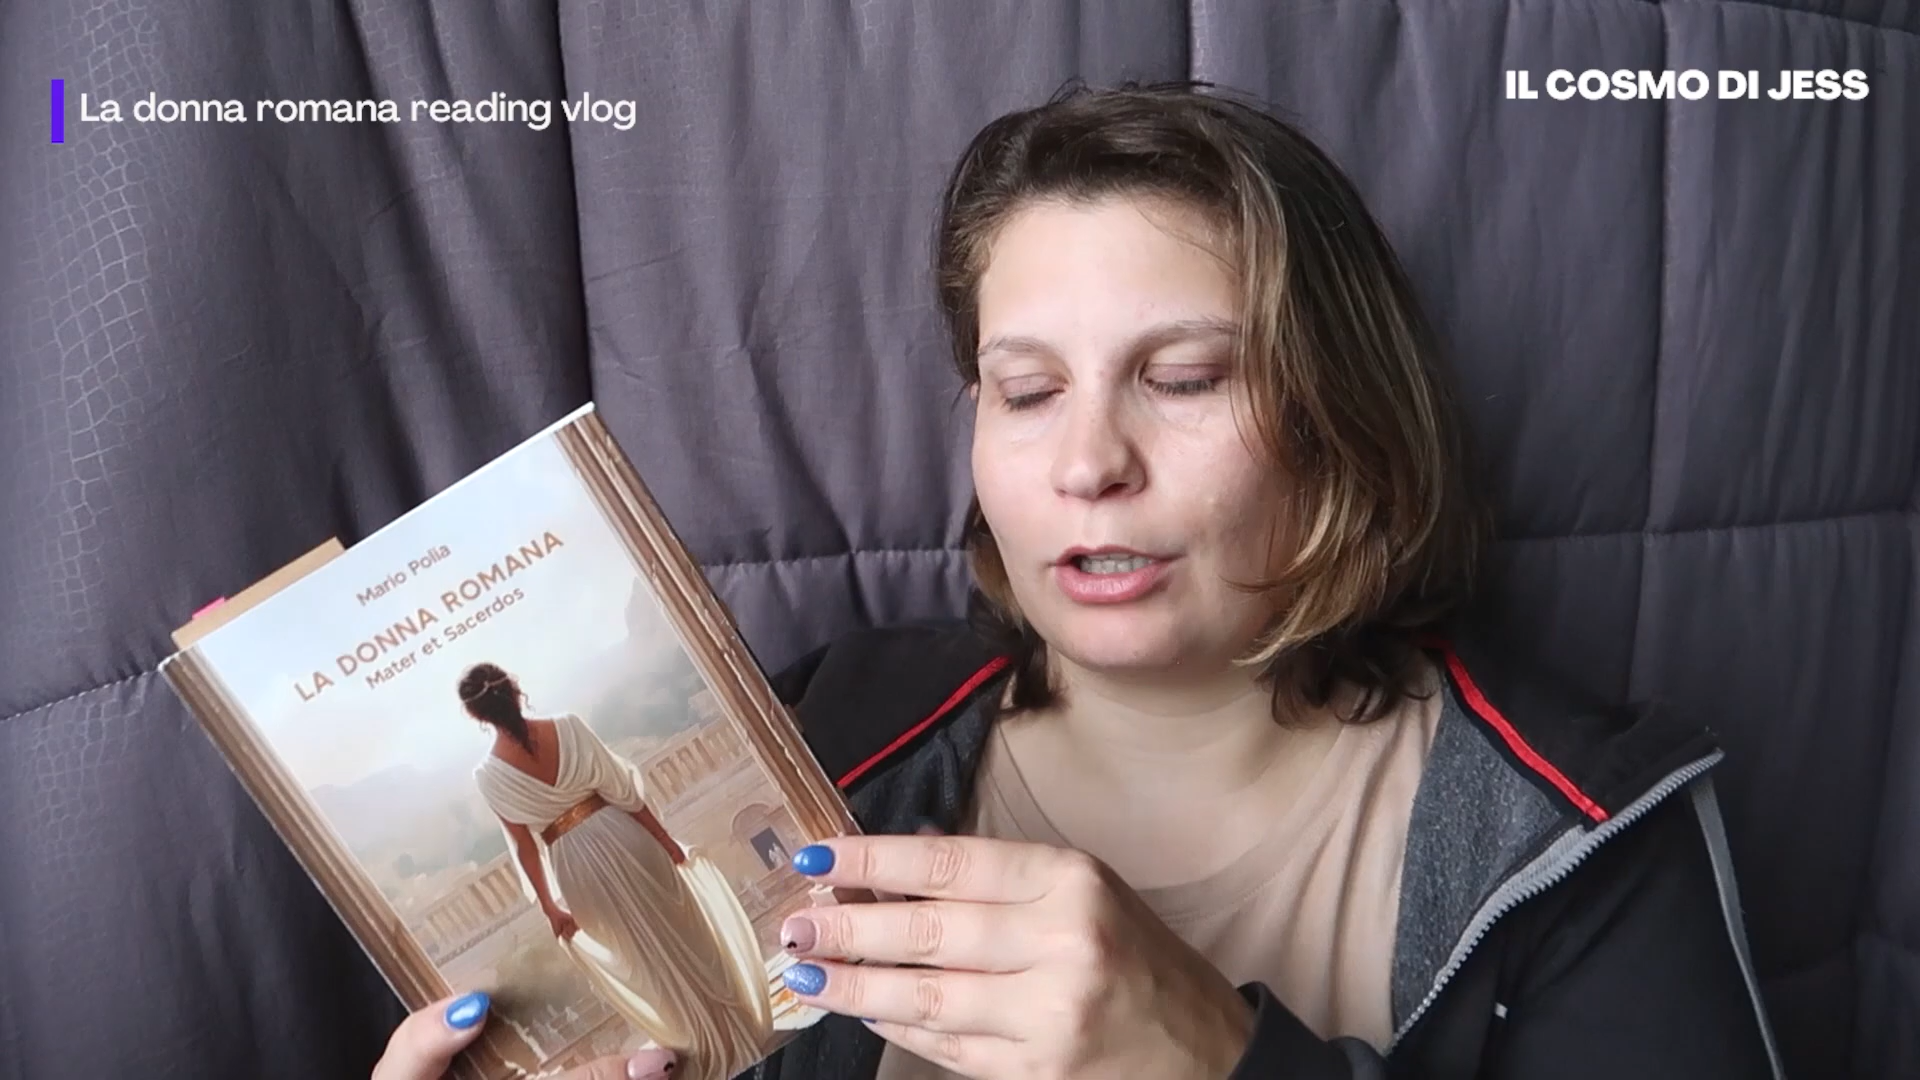 La donna romana reading vlog
IL COSMO DI JESS
Mario Polia
LA DONNA ROMANA
Mater et Sacerdos